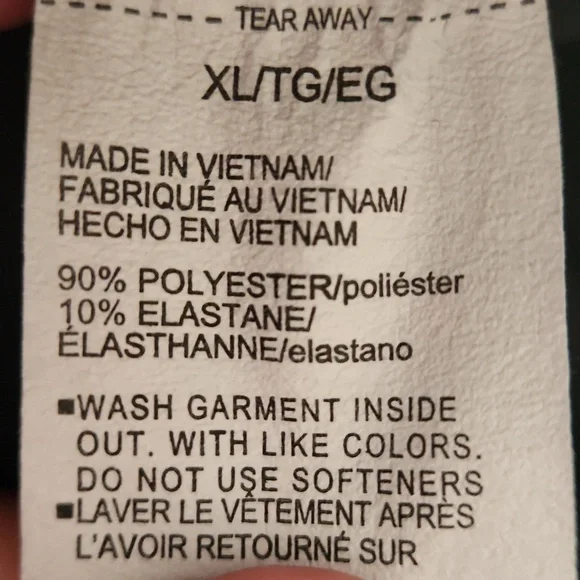 TEAR AWAY
XL/TG/EG
MADE IN VIETNAM/
FABRIQUÉ AU VIETNAM/
HECHO EN VIETNAM
90% POLYESTER/poliéster
10% ELASTANE/
ÉLASTHANNE/elastano
▪WASH GARMENT INSIDE
OUT. WITH LIKE COLORS.
DO NOT USE SOFTENERS
▪LAVER LE VÊTEMENT APRÈS
L'AVOIR RETOURNÉ SUR